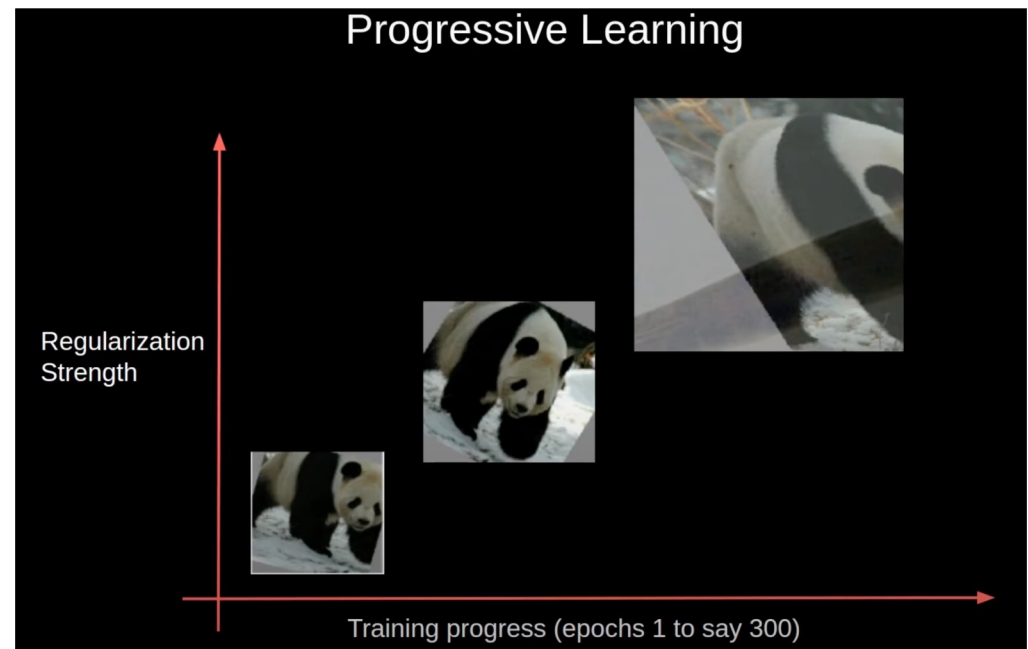 Progressive Learning
Regularization
Strength
Training progress (epochs 1 to say 300)